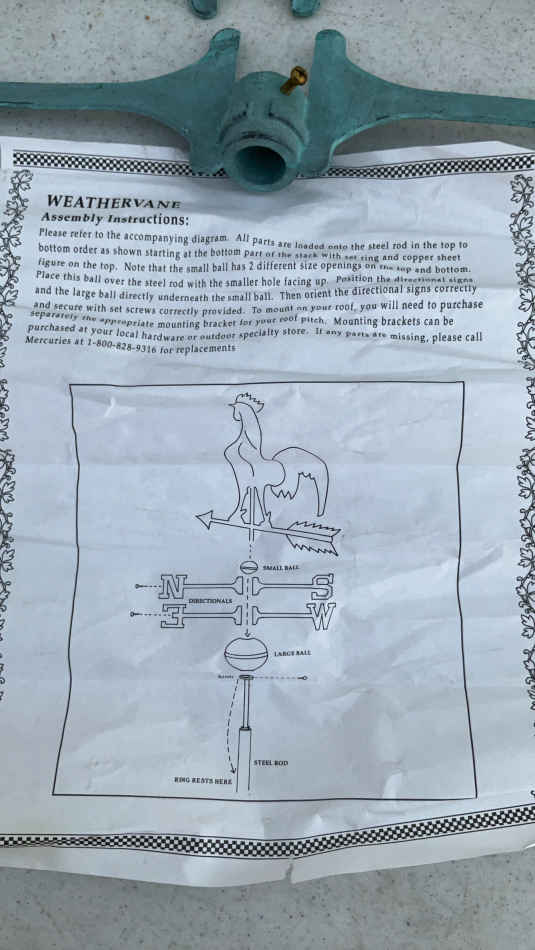 WEATHERVANE
Assembly Instructions:
Please refer to the accompanying diagram. All parts are loaded onto the steel rod in the top to
bottom order as shown starting at the bottom part of the stack with set ring and copper sheet
figure on the top. Note that the small ball has 2 different size openings on the top and bottom.
Place this ball over the steel rod with the smaller hole facing up. Position the directional signs
and the large ball directly underneath the small ball. Then orient the directional signs correctly
and secure with set screws correctly provided. To mount on your roof, you will need to purchase
separately the appropriate mounting bracket for your roof pitch. Mounting brackets can be
purchased at your local hardware or outdoor specialty store. If any parts are missing, please call
Mercuries at 1-800-828-9316 for replacements
SMALL BALL
N S
DIRECTIONALS
E W
LARGE BALL
STEEL ROD
RING RESTS HERE